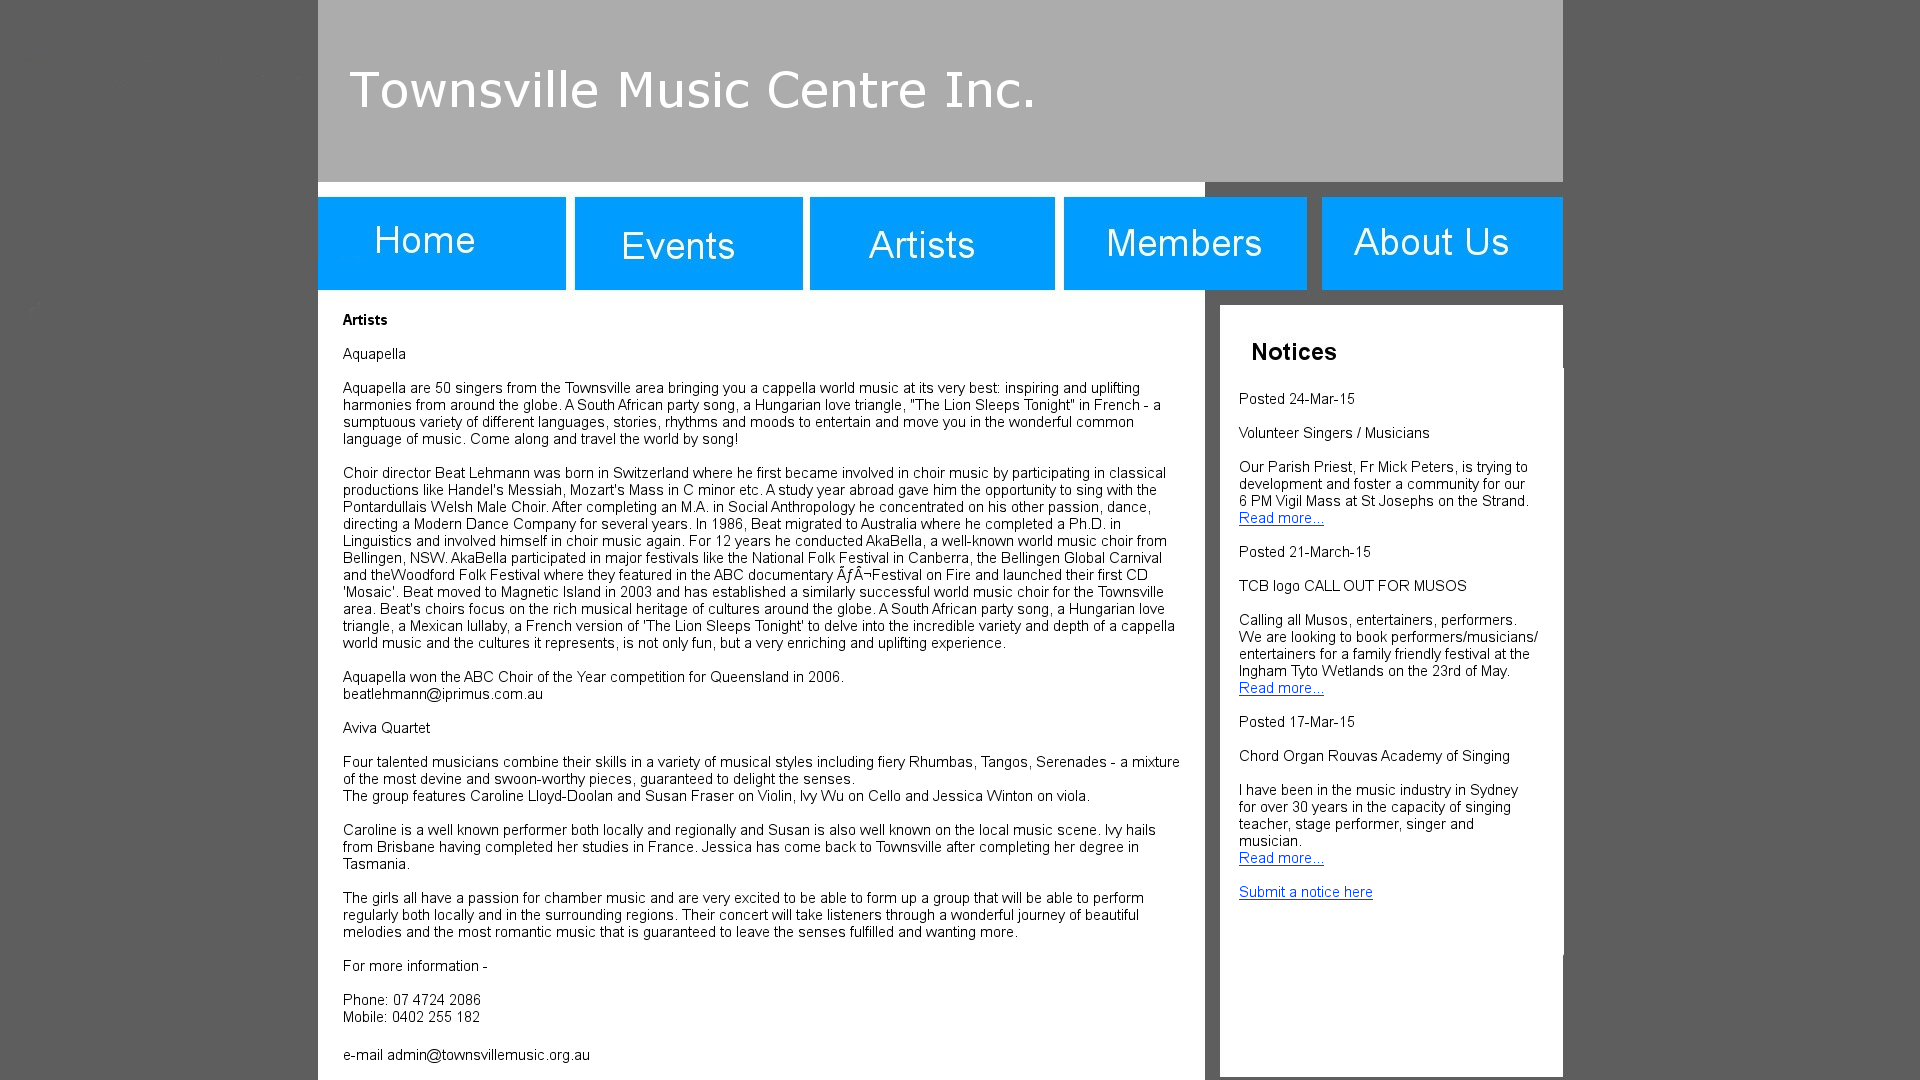 Townsville Music Centre Inc.
Home
Events
Artists
Members
About Us
Artists
Aquapella
Aquapella are 50 singers from the Townsville area bringing you a cappella world music at its very best: inspiring and uplifting
harmonies from around the globe. A South African party song, a Hungarian love triangle, "The Lion Sleeps Tonight" in French - a
sumptuous variety of different languages, stories, rhythms and moods to entertain and move you in the wonderful common
language of music. Come along and travel the world by song!
Choir director Beat Lehmann was born in Switzerland where he first became involved in choir music by participating in classical
productions like Handel's Messiah, Mozart's Mass in C minor etc. A study year abroad gave him the opportunity to sing with the
Pontardullais Welsh Male Choir. After completing an M.A. in Social Anthropology he concentrated on his other passion, dance,
directing a Modern Dance Company for several years. In 1986, Beat migrated to Australia where he completed a Ph.D. in
Linguistics and involved himself in choir music again. For 12 years he conducted AkaBella, a well-known world music choir from
Bellingen, NSW. AkaBella participated in major festivals like the National Folk Festival in Canberra, the Bellingen Global Carnival
and theWoodford Folk Festival where they featured in the ABC documentary ÃƒÂ¬Festival on Fire and launched their first CD
'Mosaic'. Beat moved to Magnetic Island in 2003 and has established a similarly successful world music choir for the Townsville
area. Beat's choirs focus on the rich musical heritage of cultures around the globe. A South African party song, a Hungarian love
triangle, a Mexican lullaby, a French version of 'The Lion Sleeps Tonight' to delve into the incredible variety and depth of a cappella
world music and the cultures it represents, is not only fun, but a very enriching and uplifting experience.
Aquapella won the ABC Choir of the Year competition for Queensland in 2006.
beatlehmann@iprimus.com.au
Aviva Quartet
Four talented musicians combine their skills in a variety of musical styles including fiery Rhumbas, Tangos, Serenades - a mixture
of the most devine and swoon-worthy pieces, guaranteed to delight the senses.
The group features Caroline Lloyd-Doolan and Susan Fraser on Violin, Ivy Wu on Cello and Jessica Winton on viola.
Caroline is a well known performer both locally and regionally and Susan is also well known on the local music scene. Ivy hails
from Brisbane having completed her studies in France. Jessica has come back to Townsville after completing her degree in
Tasmania.
The girls all have a passion for chamber music and are very excited to be able to form up a group that will be able to perform
regularly both locally and in the surrounding regions. Their concert will take listeners through a wonderful journey of beautiful
melodies and the most romantic music that is guaranteed to leave the senses fulfilled and wanting more.
For more information -
Phone: 07 4724 2086
Mobile: 0402 255 182
e-mail admin@townsvillemusic.org.au
Notices
Posted 24-Mar-15
Volunteer Singers / Musicians
Our Parish Priest, Fr Mick Peters, is trying to
development and foster a community for our
6 PM Vigil Mass at St Josephs on the Strand.
Read more...
Posted 21-March-15
TCB logo CALL OUT FOR MUSOS
Calling all Musos, entertainers, performers.
We are looking to book performers/musicians/
entertainers for a family friendly festival at the
Ingham Tyto Wetlands on the 23rd of May.
Read more...
Posted 17-Mar-15
Chord Organ Rouvas Academy of Singing
I have been in the music industry in Sydney
for over 30 years in the capacity of singing
teacher, stage performer, singer and
musician.
Read more...
Submit a notice here